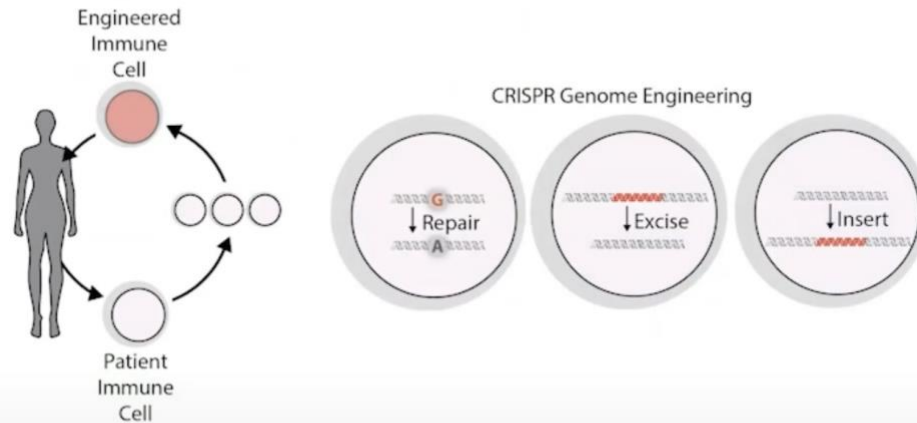 Engineered
Immune
Cell
CRISPR Genome Engineering
G
Repair
A
Excise
Insert
Patient
Immune
Cell